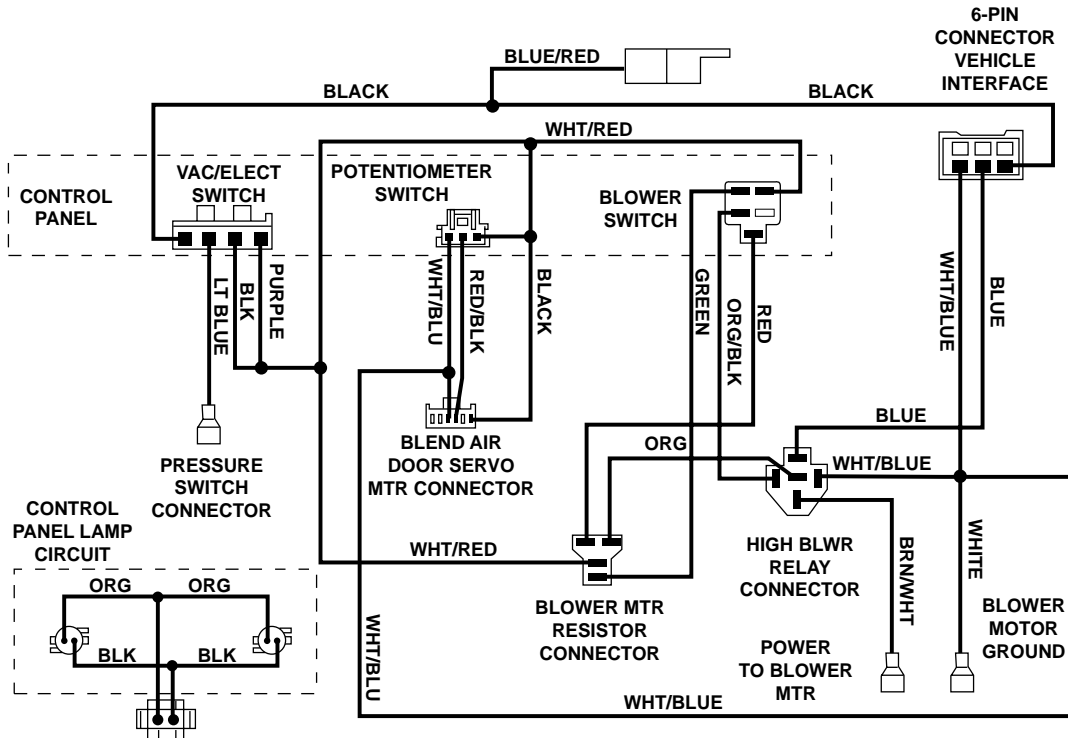 6-PIN
CONNECTOR
VEHICLE
INTERFACE
BLUE/RED
BLACK
BLACK
WHT/RED
CONTROL
PANEL
VAC/ELECT
SWITCH
POTENTIOMETER
SWITCH
BLOWER
SWITCH
LT BLUE
BLK
PURPLE
WHT/BLU
RED/BLK
BLACK
GREEN
ORG/BLK
RED
WHT/BLUE
BLUE
BLUE
PRESSURE
SWITCH
CONNECTOR
BLEND AIR
DOOR SERVO
MTR CONNECTOR
ORG
WHT/BLUE
WHT/RED
HIGH BLWR
RELAY
CONNECTOR
BRN/WHT
WHITE
BLOWER MTR
RESISTOR
CONNECTOR
POWER
TO BLOWER
MTR
BLOWER
MOTOR
GROUND
CONTROL
PANEL LAMP
CIRCUIT
ORG
ORG
BLK
BLK
WHT/BLU
WHT/BLUE